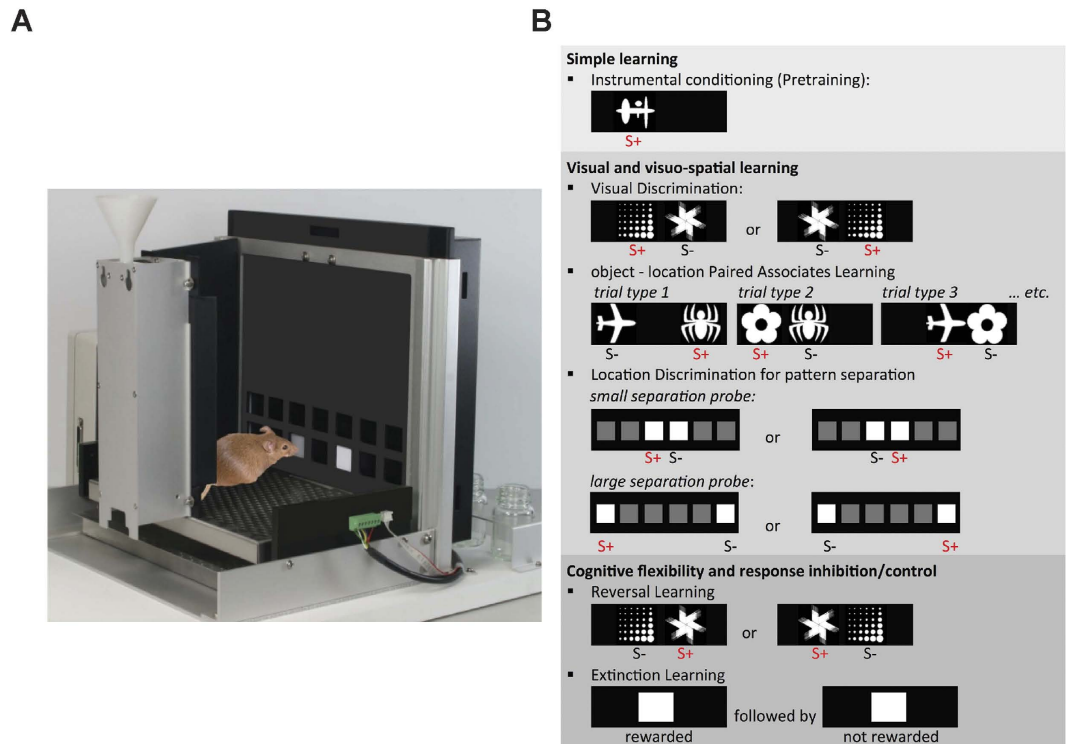 A
B
Simple learning
▪ Instrumental conditioning (Pretraining):
S+
Visual and visuo-spatial learning
▪ Visual Discrimination:
or
S+ S- S- S+
▪ object - location Paired Associates Learning
trial type 1 trial type 2 trial type 3 ... etc.
S- S+ S+ S- S+ S-
▪ Location Discrimination for pattern separation
small separation probe:
or
S+ S- S- S+
large separation probe:
or
S+ S- S- S+
Cognitive flexibility and response inhibition/control
▪ Reversal Learning
or
S- S+ S+ S-
▪ Extinction Learning
followed by
rewarded not rewarded